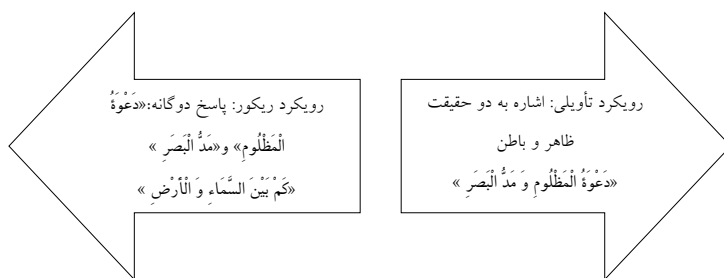 رویکرد تأویلی: اشاره به دو حقیقت
ظاهر و باطن
«دَعْوَةُ الْمَظْلُومِ وَ مَدُّ الْبَصَرِ »
رویکرد ریکور: پاسخ دوگانه:«دَعْوَةُ
الْمَظْلُومِ» و«مَدُّ الْبَصَرِ »
«كَمْ بَيْنَ السَّمَاءِ وَ الْأَرْضِ »